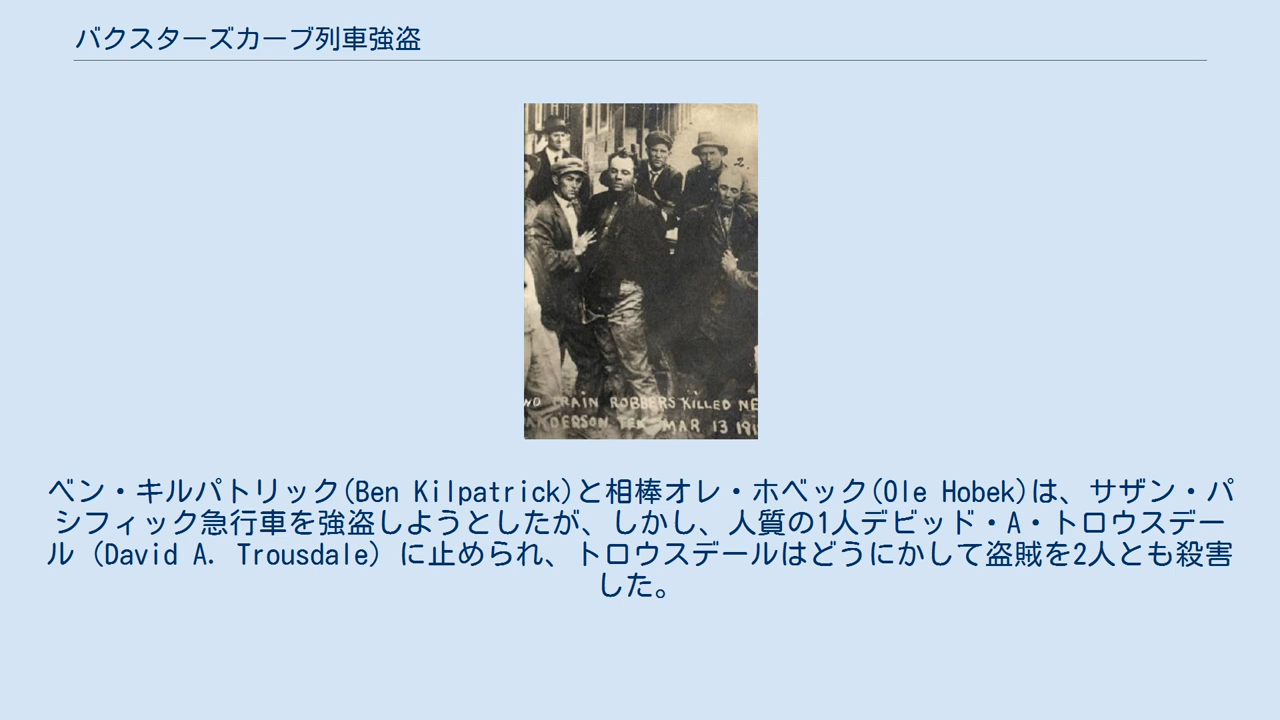 バクスターズカーブ列車強盗
2.
TRAIN ROBBERS KILLED
TEX MAR 13
ベン・キルパトリック(Ben Kilpatrick)と相棒オレ・ホベック(Ole Hobek)は、サザン・パ
シフィック急行車を強盗しようとしたが、しかし、人質の1人デビッド・A・トロウスデー
ル (David A. Trousdale) に止められ、トロウスデールはどうにかして盗賊を2人とも殺害
した。